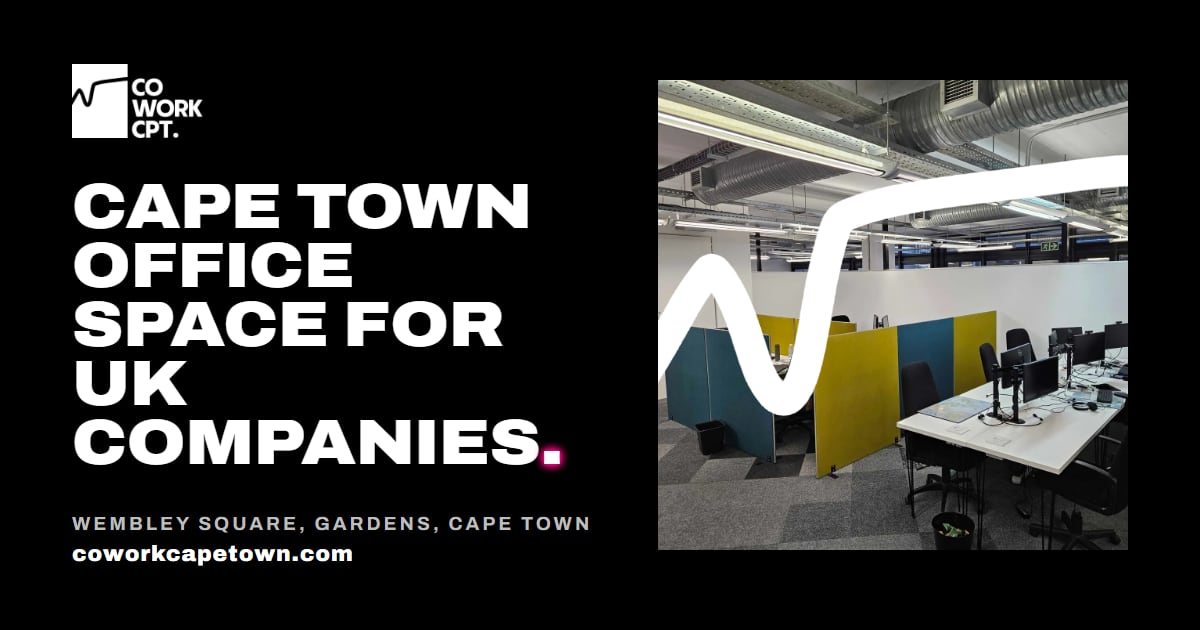 CO
WORK
CPT.
CAPE TOWN
OFFICE
SPACE FOR
UK
COMPANIES.
WEMBLEY SQUARE, GARDENS, CAPE TOWN
coworkcapetown.com